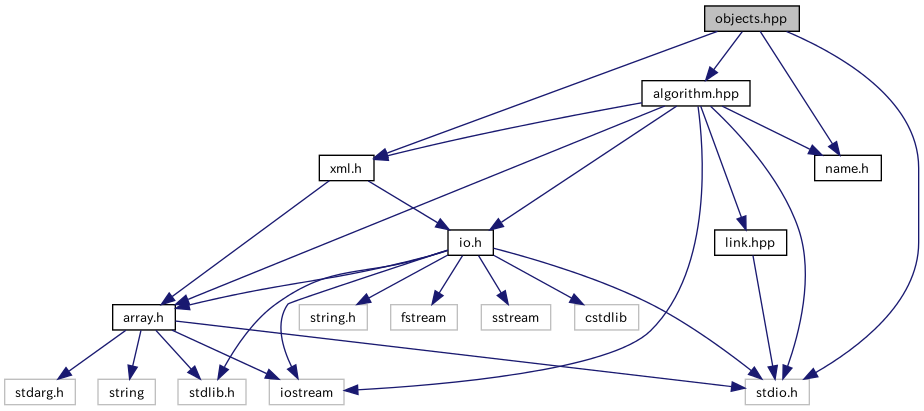 objects.hpp
algorithm.hpp
xml.h
name.h
io.h
link.hpp
array.h
string.h
fstream
sstream
cstdlib
stdarg.h
string
stdlib.h
iostream
stdio.h